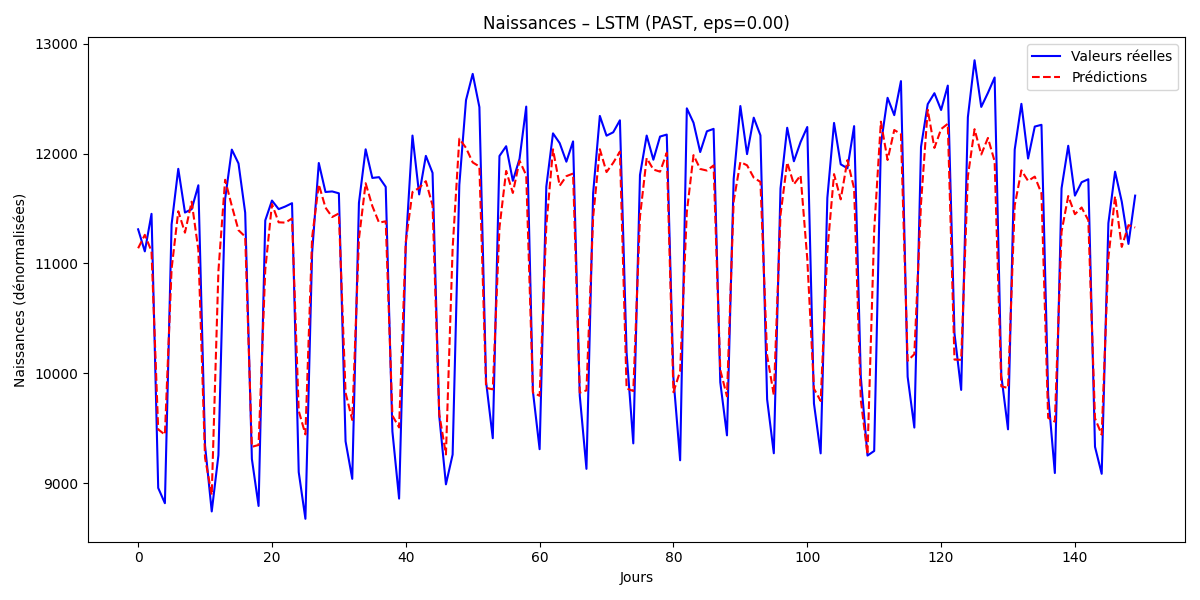 Naissances – LSTM (PAST, eps=0.00)
Valeurs réelles
Prédictions
Naissances (dénormalisées)
13000
12000
11000
10000
9000
0 20 40 60 80 100 120 140
Jours